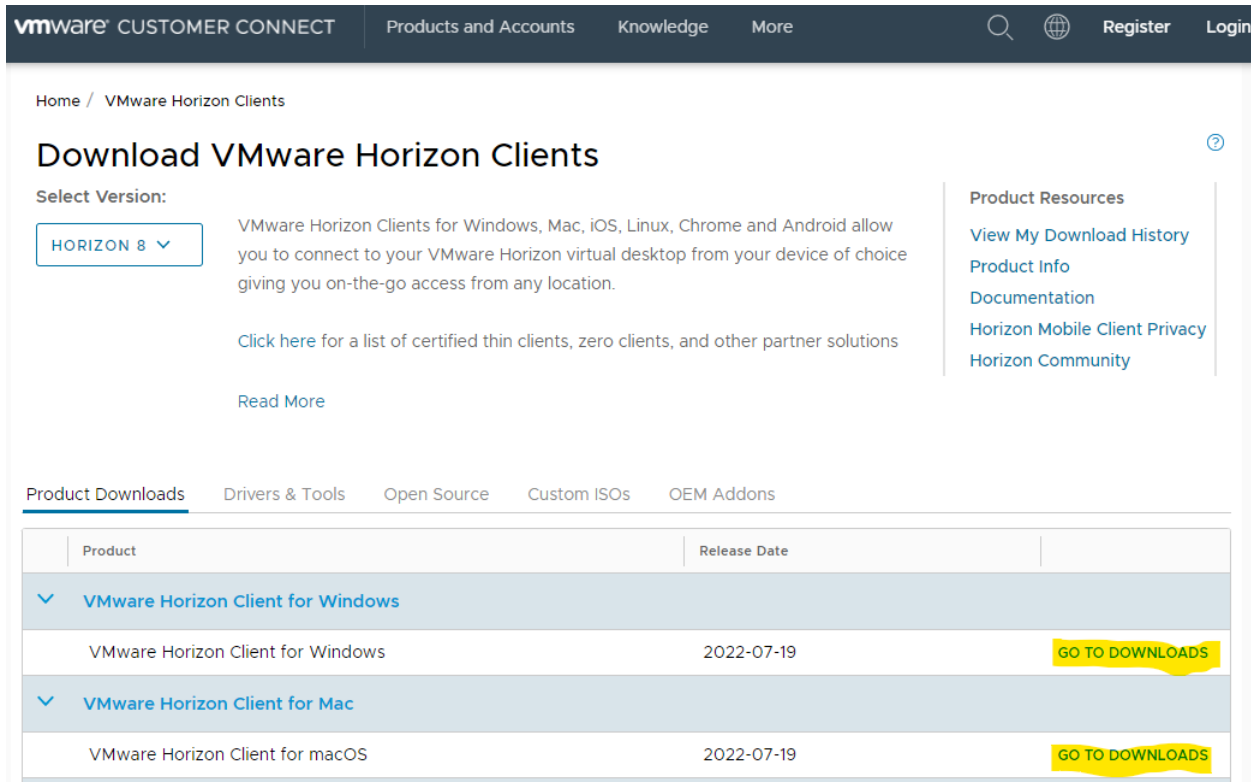 vmware® CUSTOMER CONNECT Products and Accounts Knowledge More Register Login
Home / VMware Horizon Clients
Download VMware Horizon Clients
Select Version:
HORIZON 8
VMware Horizon Clients for Windows, Mac, iOS, Linux, Chrome and Android allow
you to connect to your VMware Horizon virtual desktop from your device of choice
giving you on-the-go access from any location.
Click here for a list of certified thin clients, zero clients, and other partner solutions
Read More
Product Resources
View My Download History
Product Info
Documentation
Horizon Mobile Client Privacy
Horizon Community
Product Downloads Drivers & Tools Open Source Custom ISOs OEM Addons
Product Release Date
VMware Horizon Client for Windows
VMware Horizon Client for Windows 2022-07-19 GO TO DOWNLOADS
VMware Horizon Client for Mac
VMware Horizon Client for macOS 2022-07-19 GO TO DOWNLOADS